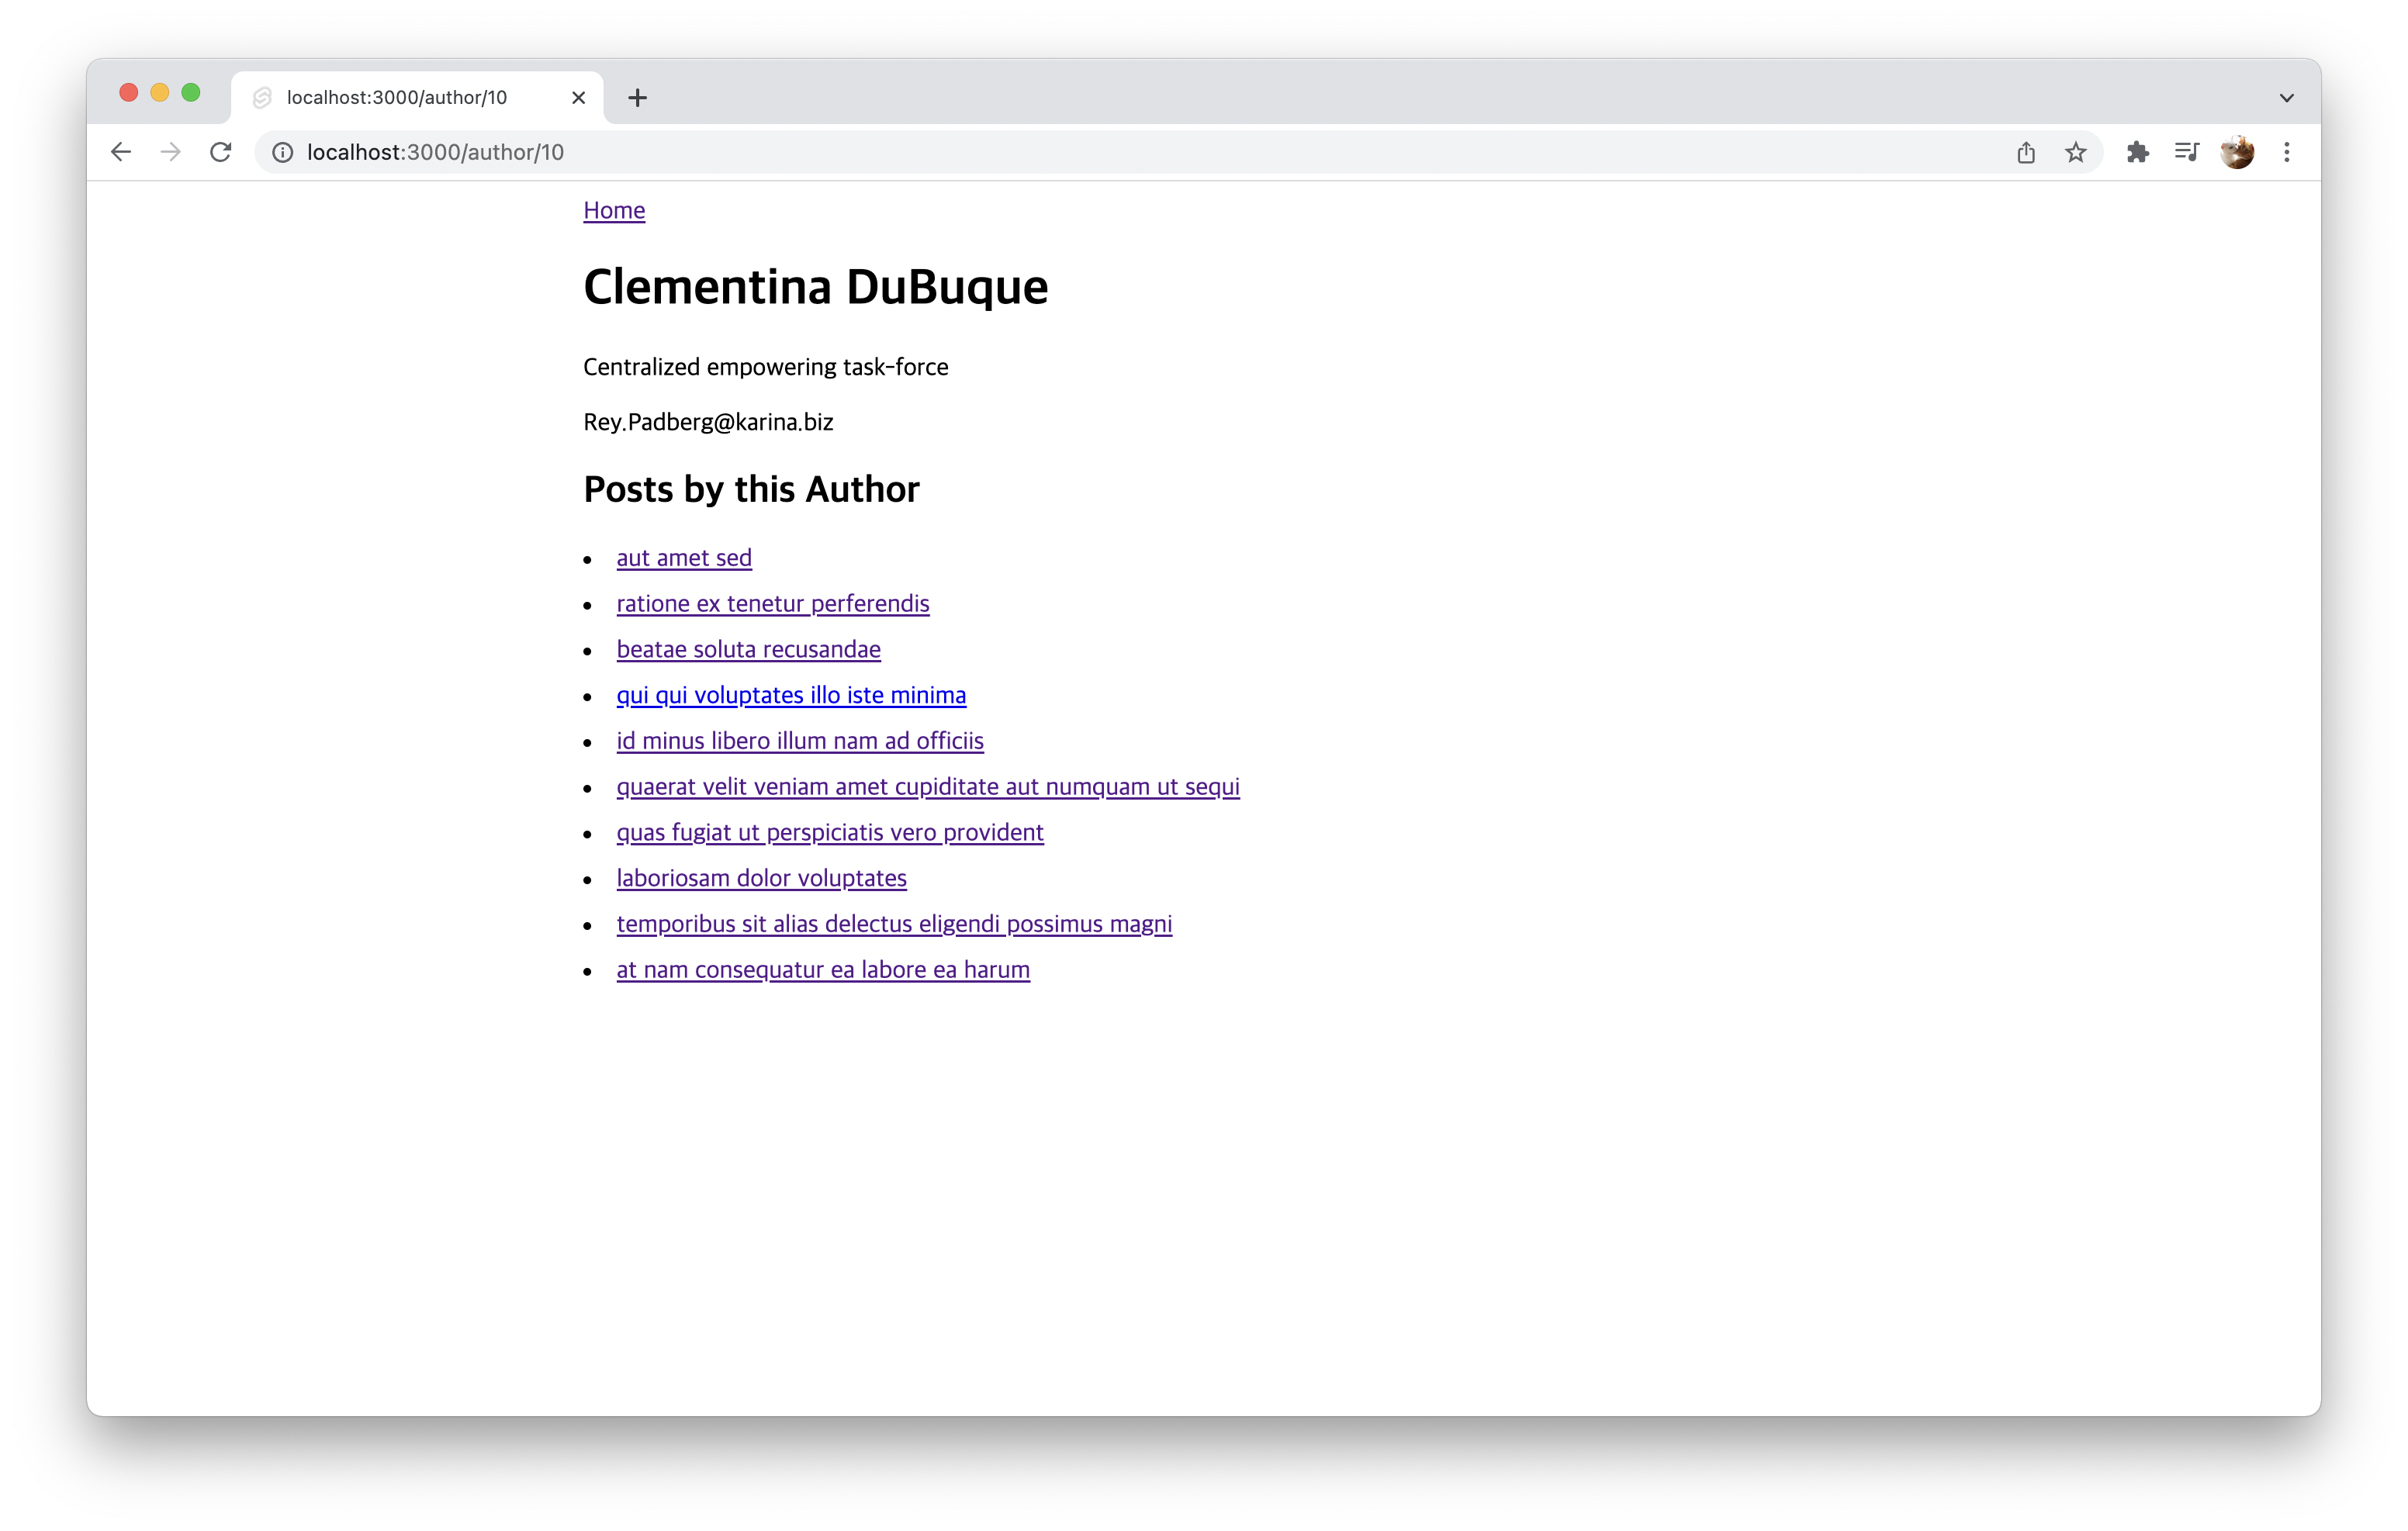 localhost:3000/author/10
localhost:3000/author/10
Home
Clementina DuBuque
Centralized empowering task-force
Rey.Padberg@karina.biz
Posts by this Author
aut amet sed
ratione ex tenetur perferendis
beatae soluta recusandae
qui qui voluptates illo iste minima
id minus libero illum nam ad officiis
quaerat velit veniam amet cupiditate aut numquam ut sequi
quas fugiat ut perspiciatis vero provident
laboriosam dolor voluptates
temporibus sit alias delectus eligendi possimus magni
at nam consequatur ea labore ea harum